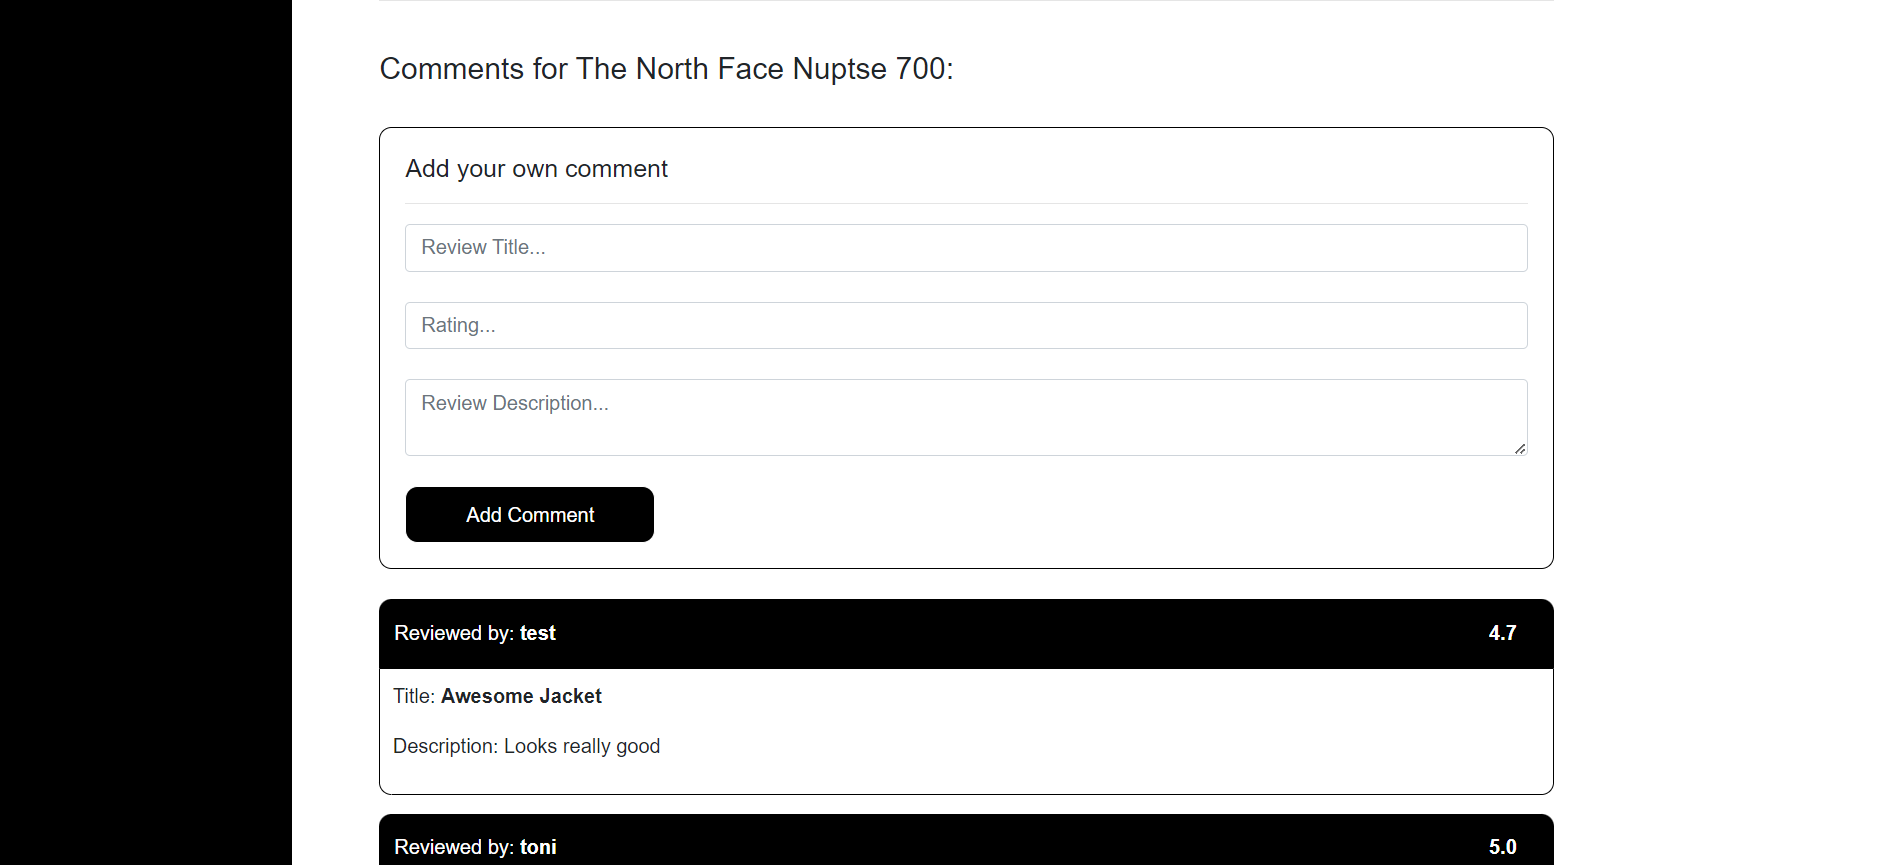 Comments for The North Face Nuptse 700:
Add your own comment
Review Title...
Rating...
Review Description...
Add Comment
Reviewed by: test 4.7
Title: Awesome Jacket
Description: Looks really good
Reviewed by: toni 5.0